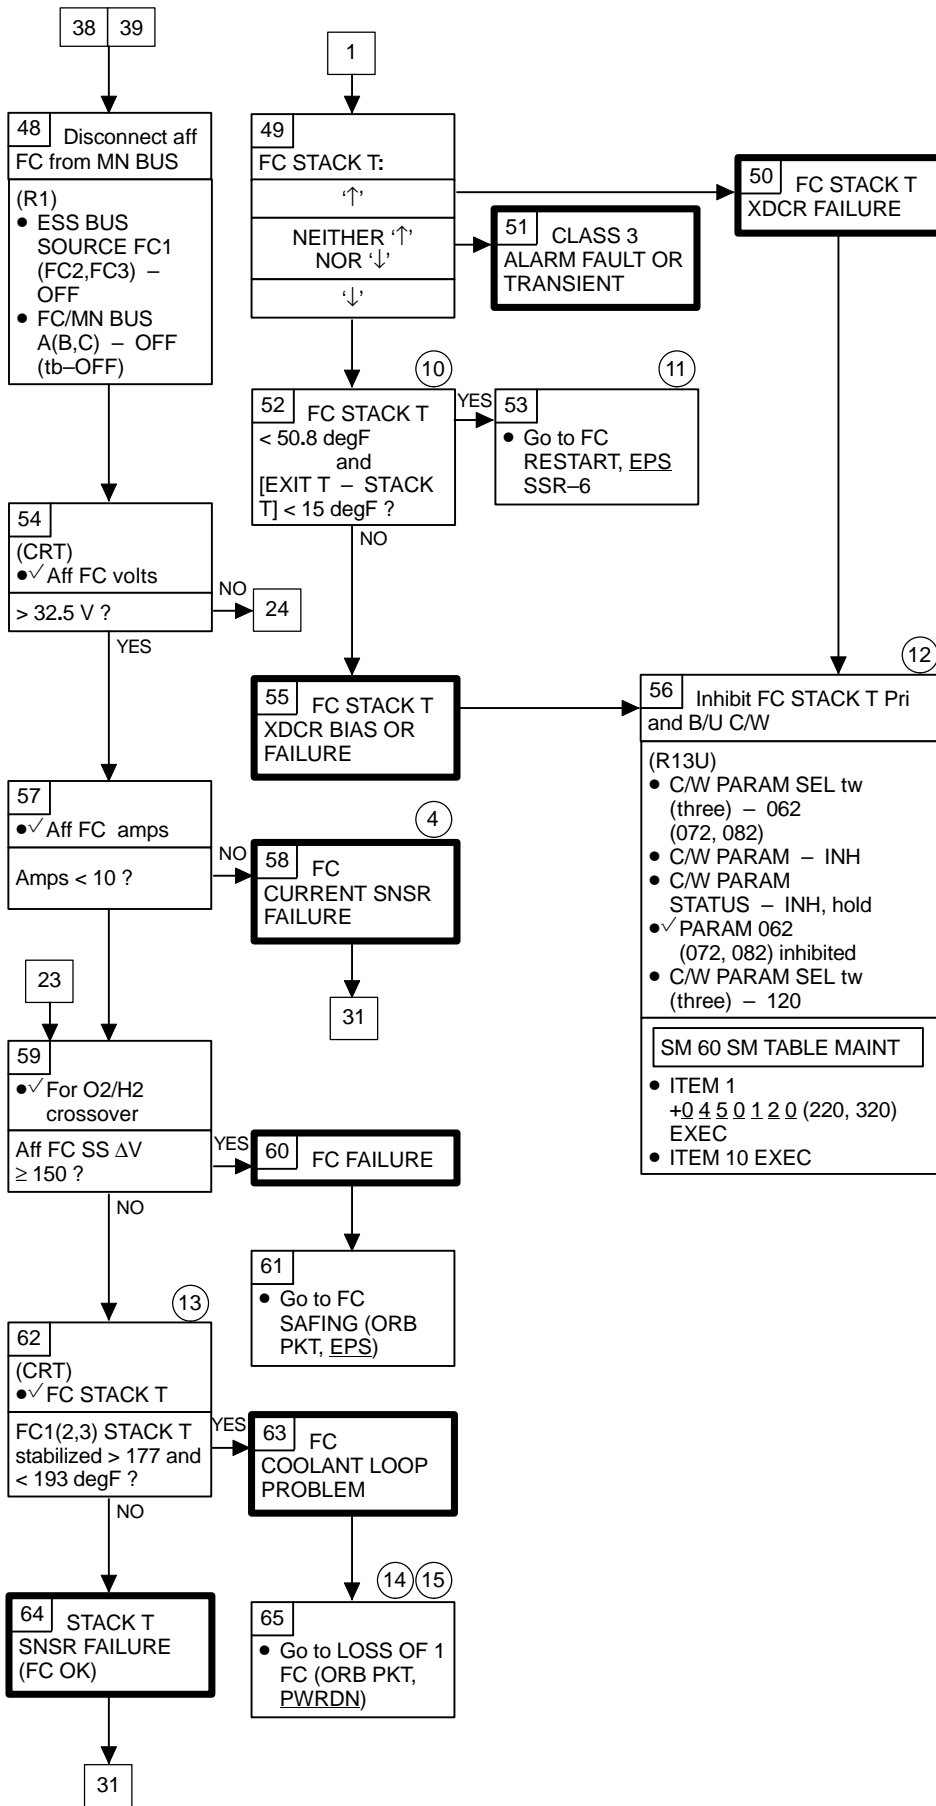 38 39
1
48 Disconnect aff
FC from MN BUS
(R1)
● ESS BUS
SOURCE FC1
(FC2,FC3) –
OFF
● FC/MN BUS
A(B,C) – OFF
(tb–OFF)
49
FC STACK T:
‘↑’
NEITHER ‘↑’
NOR ‘↓’
‘↓’
50 FC STACK T
XDCR FAILURE
51 CLASS 3
ALARM FAULT OR
TRANSIENT
10
52 FC STACK T
< 50.8 degF
and
[EXIT T – STACK
T] < 15 degF ?
YES
NO
11
53
● Go to FC
RESTART, EPS
SSR–6
54
(CRT)
●√Aff FC volts
> 32.5 V ?
NO
24
YES
55 FC STACK T
XDCR BIAS OR
FAILURE
12
56 Inhibit FC STACK T Pri
and B/U C/W
(R13U)
● C/W PARAM SEL tw
(three) – 062
(072, 082)
● C/W PARAM – INH
● C/W PARAM
STATUS – INH, hold
●√PARAM 062
(072, 082) inhibited
● C/W PARAM SEL tw
(three) – 120
SM 60 SM TABLE MAINT
● ITEM 1
+0 4 5 0 1 2 0 (220, 320)
EXEC
● ITEM 10 EXEC
57
●√Aff FC amps
Amps < 10 ?
NO
4
58 FC
CURRENT SNSR
FAILURE
31
23
59
●√For O2/H2
crossover
Aff FC SS ΔV
≥ 150 ?
YES
NO
60 FC FAILURE
61
● Go to FC
SAFING (ORB
PKT, EPS)
13
62
(CRT)
●√FC STACK T
FC1(2,3) STACK T
stabilized > 177 and
< 193 degF ?
YES
NO
63 FC
COOLANT LOOP
PROBLEM
14 15
64 STACK T
SNSR FAILURE
(FC OK)
65
● Go to LOSS OF 1
FC (ORB PKT,
PWRDN)
31